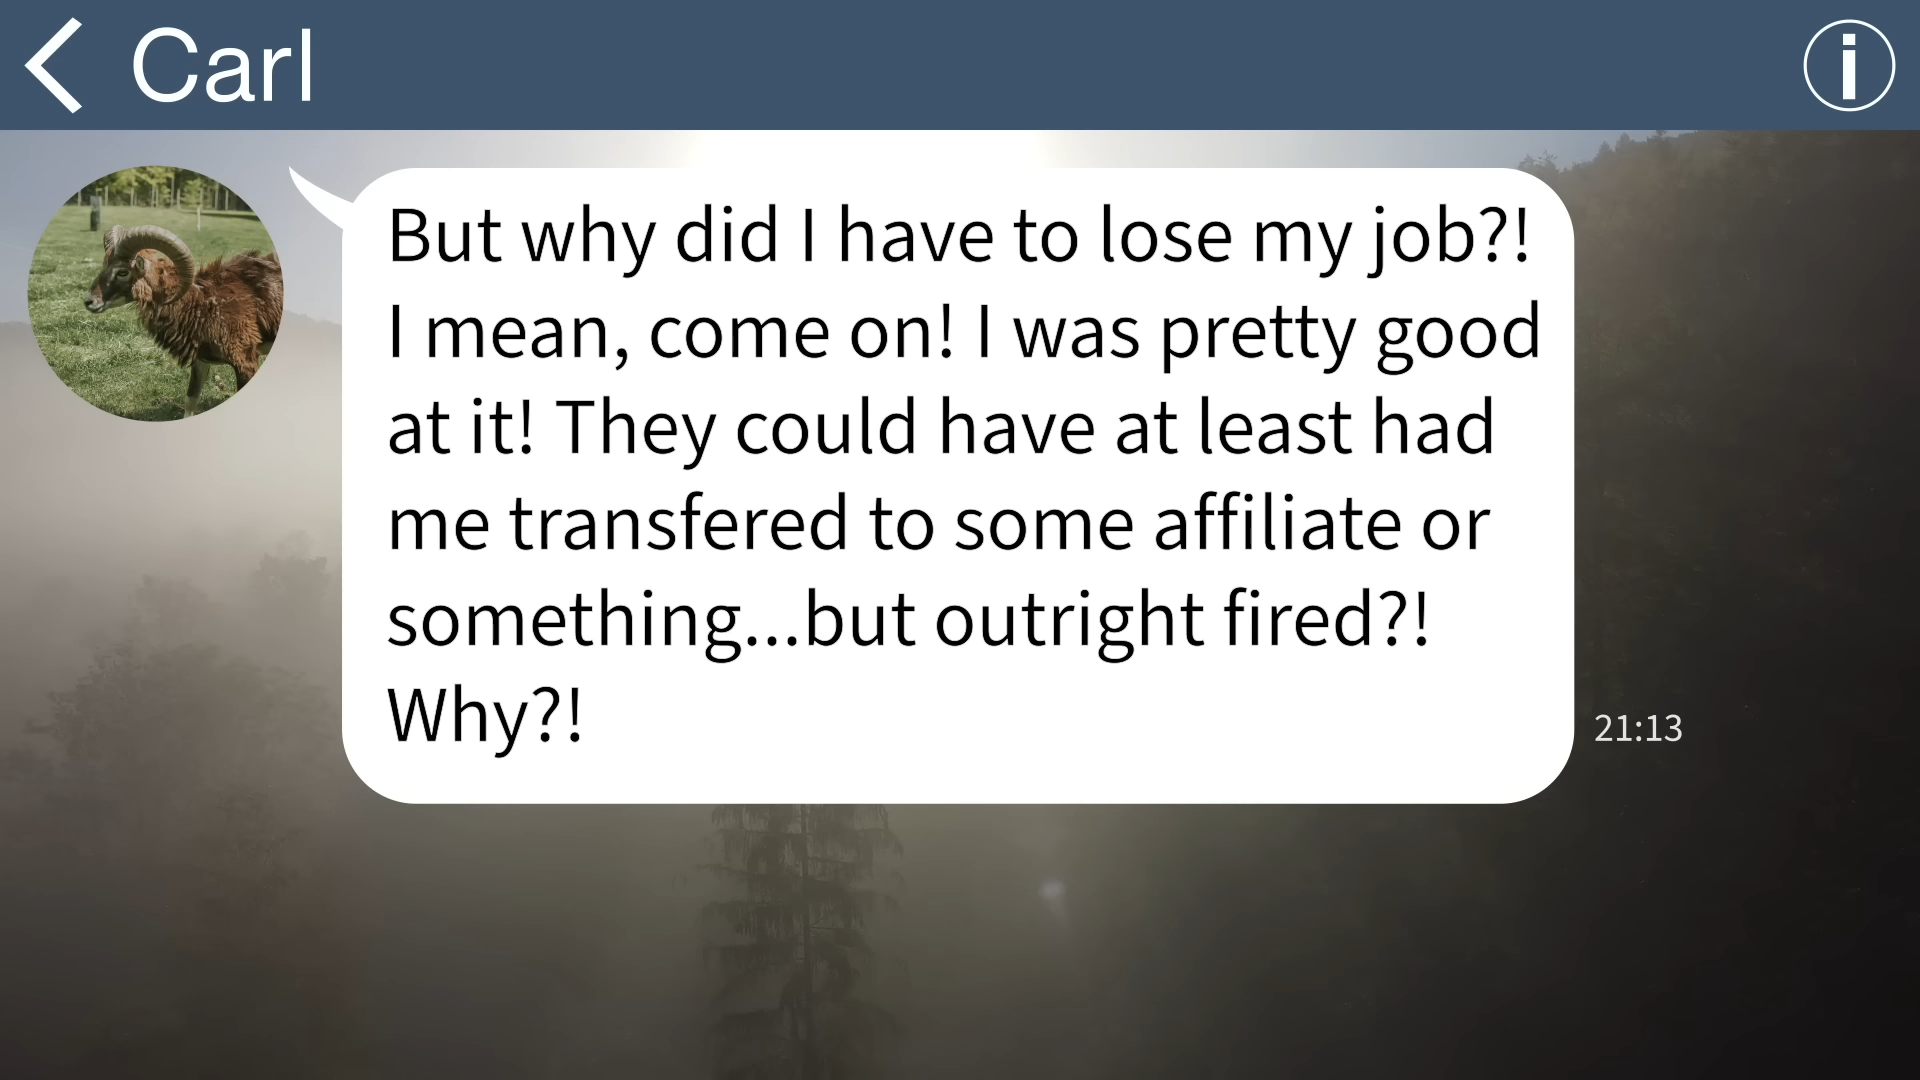 Carl
But why did I have to lose my job?!
I mean, come on! I was pretty good
at it! They could have at least had
me transfered to some affiliate or
something...but outright fired?!
Why?!
21:13